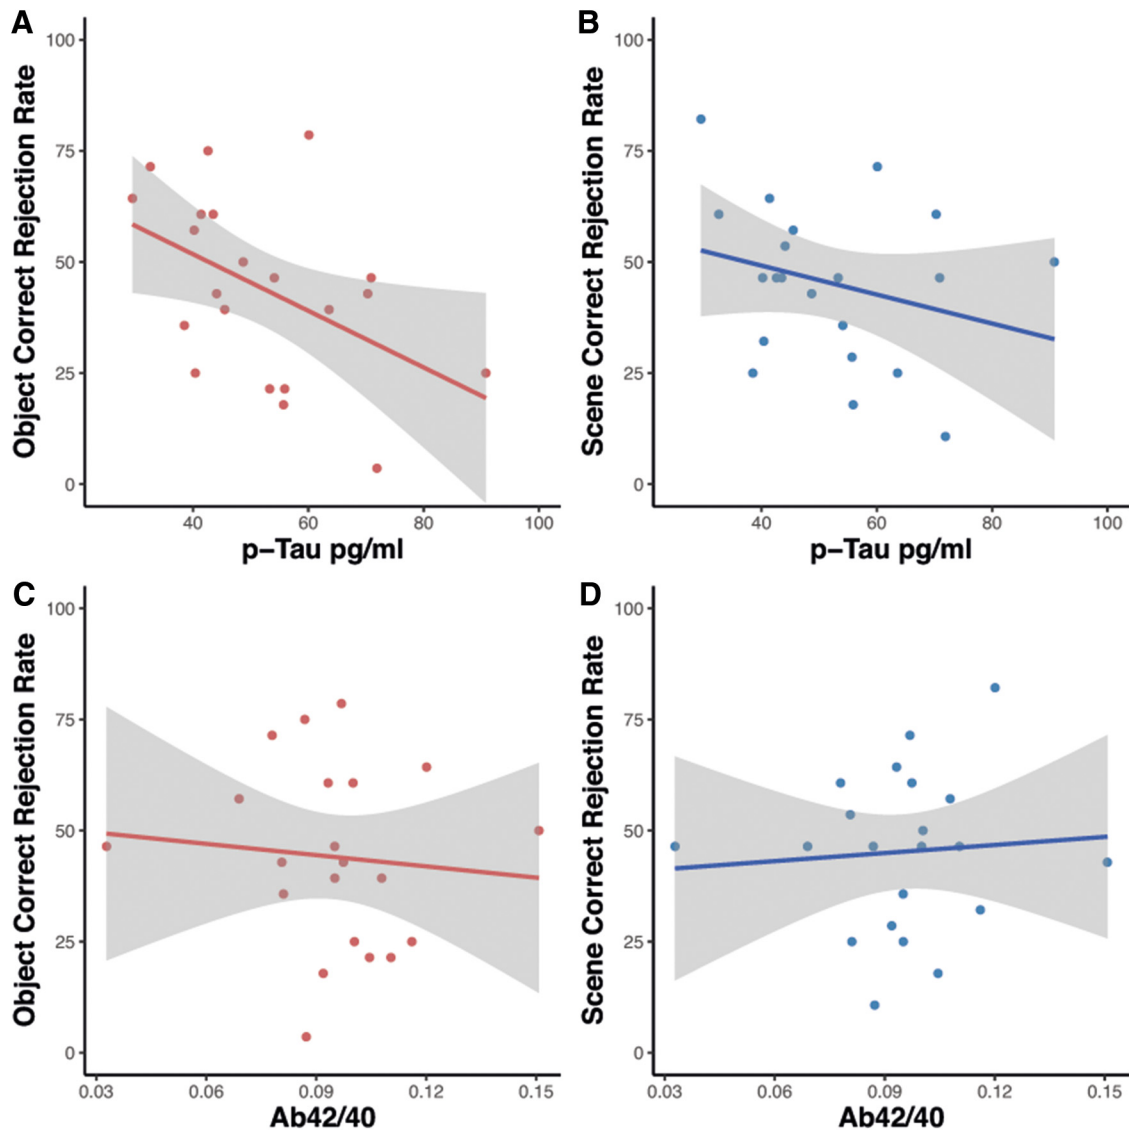 A
Object Correct Rejection Rate
100
75
50
25
0
40 60 80 100
p−Tau pg/ml
B
Scene Correct Rejection Rate
100
75
50
25
0
40 60 80 100
p−Tau pg/ml
C
Object Correct Rejection Rate
100
75
50
25
0
0.03 0.06 0.09 0.12 0.15
Ab42/40
D
Scene Correct Rejection Rate
100
75
50
25
0
0.03 0.06 0.09 0.12 0.15
Ab42/40